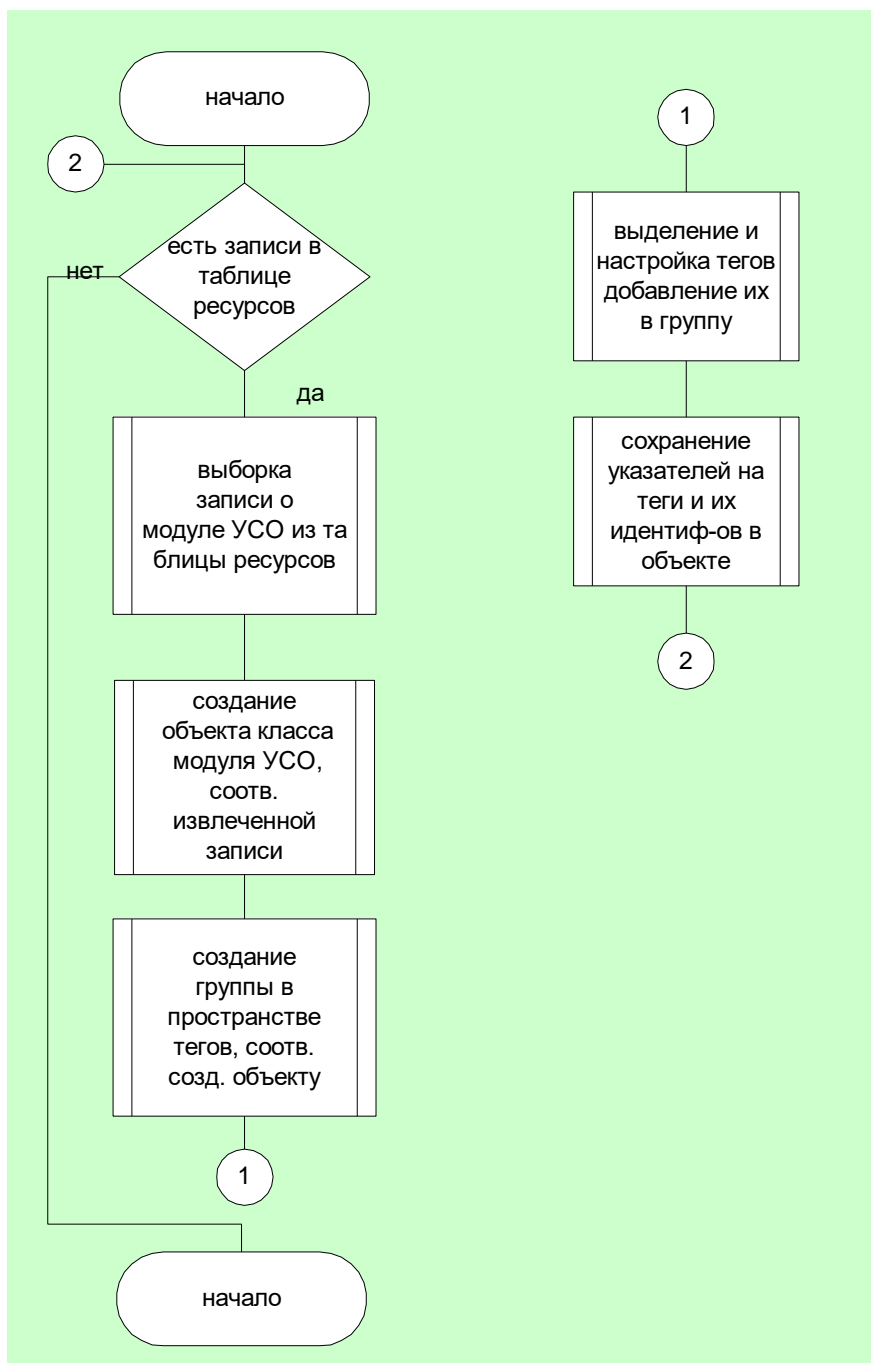 начало
2
есть записи в
таблице
ресурсов
нет
да
выборка
записи о
модуле УСО из та
блицы ресурсов
создание
объекта класса
модуля УСО,
соотв.
извлеченной
записи
создание
группы в
пространстве
тегов, соотв.
созд. объекту
1
начало
1
выделение и
настройка тегов
добавление их
в группу
сохранение
указателей на
теги и их
идентиф-ов в
объекте
2